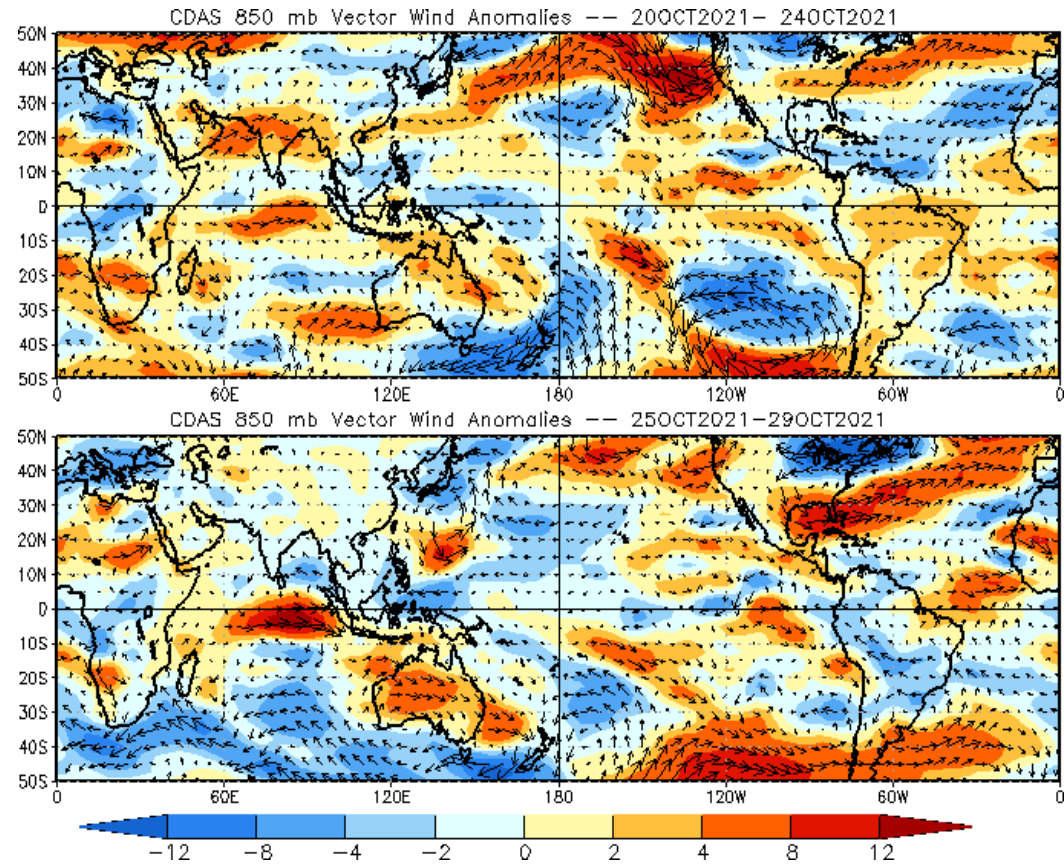 CDAS 850 mb Vector Wind Anomalies -- 20OCT2021- 24OCT2021
50N
40N
30N
20N
10N
0
10S
20S
30S
40S
50S
0 60E 120E 180 120W 60W 0
CDAS 850 mb Vector Wind Anomalies -- 25OCT2021-29OCT2021
50N
40N
30N
20N
10N
0
10S
20S
30S
40S
50S
0 60E 120E 180 120W 60W 0
-12 -8 -4 -2 0 2 4 8 12